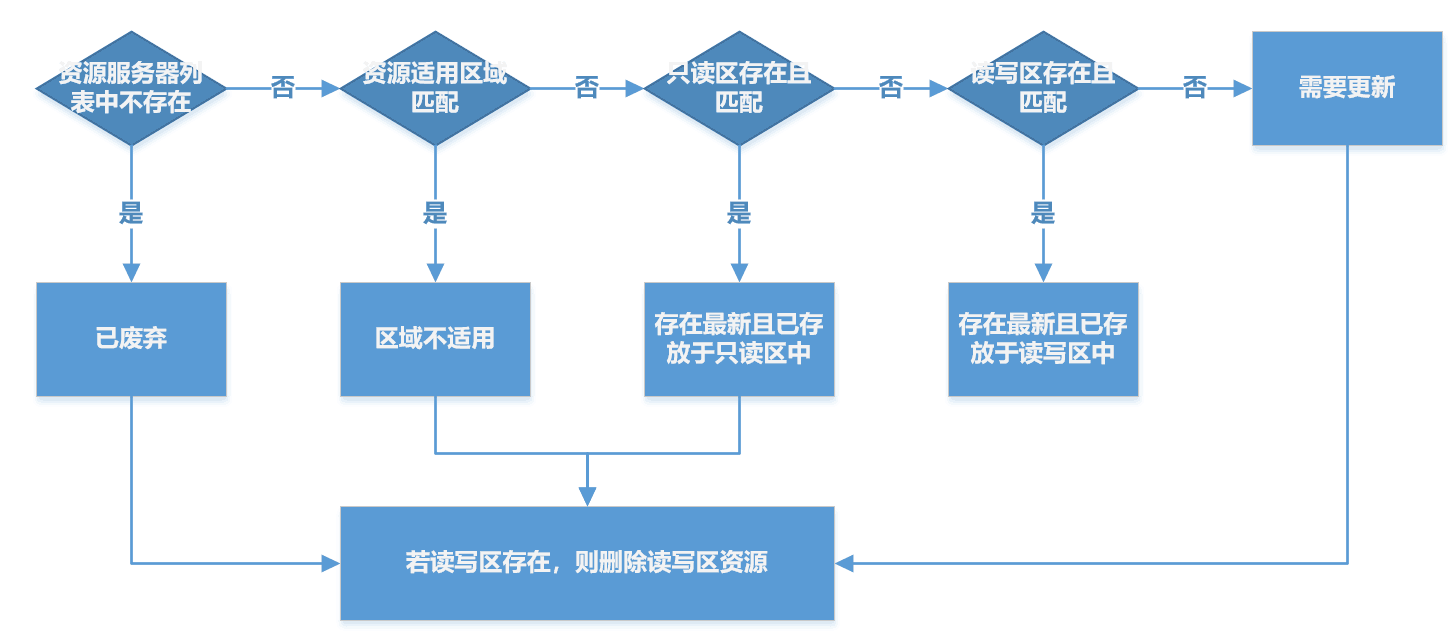 资源服务器列
表中不存在
否
资源适用区域
匹配
否
只读区存在且
匹配
否
读写区存在且
匹配
否
需要更新
是
是
是
是
已废弃
区域不适用
存在最新且已存
放于只读区中
存在最新且已存
放于读写区中
若读写区存在，则删除读写区资源